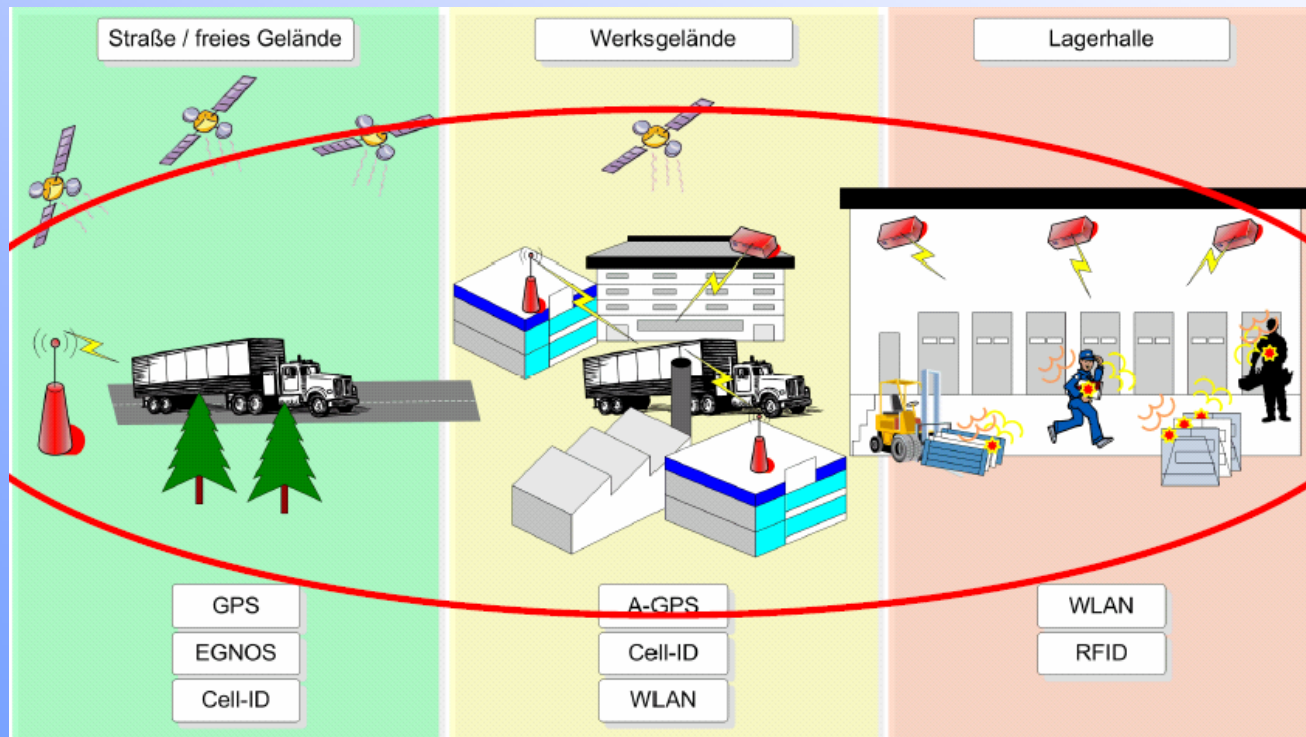 Straße / freies Gelände
Werksgelände
Lagerhalle
GPS
EGNOS
Cell-ID
A-GPS
Cell-ID
WLAN
WLAN
RFID